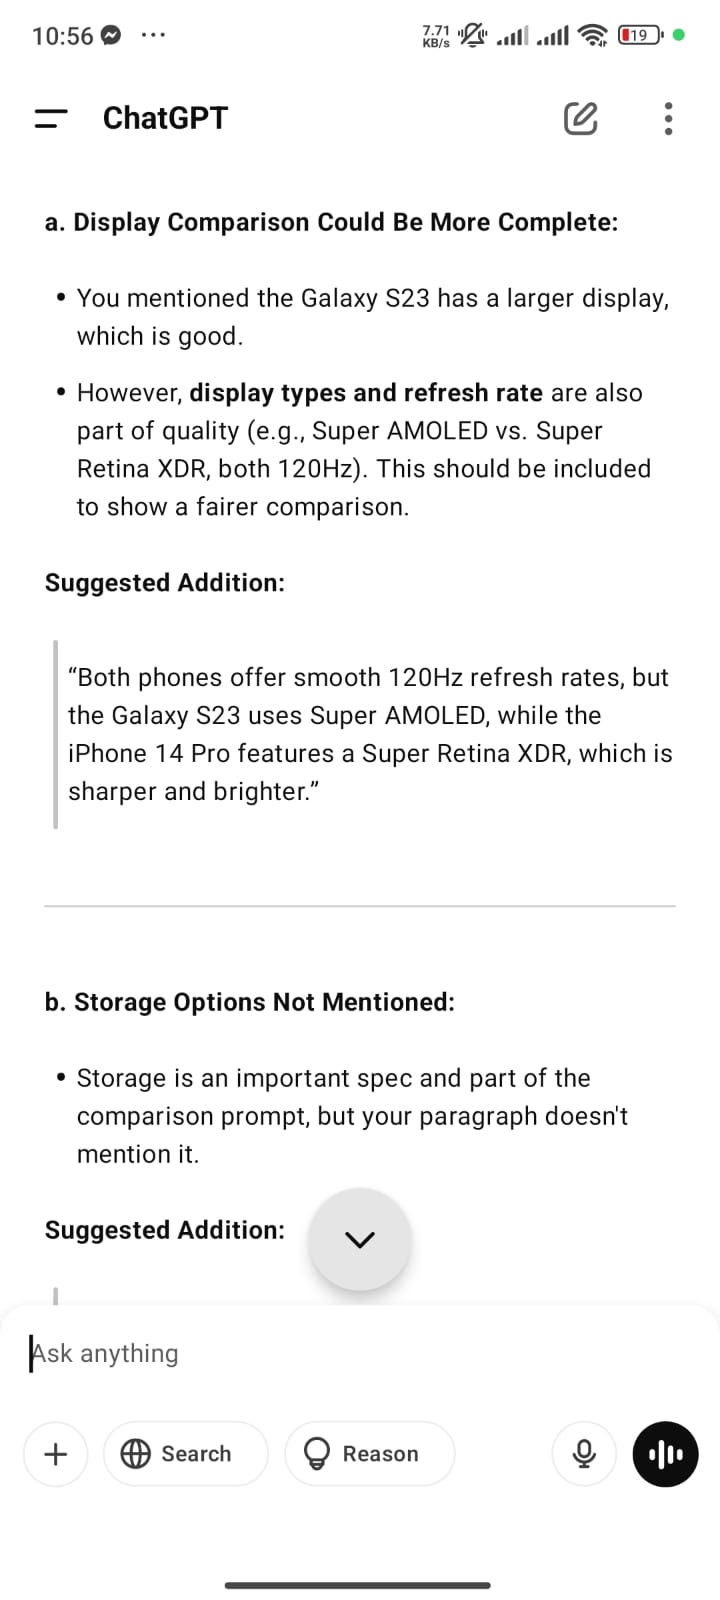 10:56 ...
7.71
KB/s
19
ChatGPT
a. Display Comparison Could Be More Complete:
• You mentioned the Galaxy S23 has a larger display,
which is good.
• However, display types and refresh rate are also
part of quality (e.g., Super AMOLED vs. Super
Retina XDR, both 120Hz). This should be included
to show a fairer comparison.
Suggested Addition:
“Both phones offer smooth 120Hz refresh rates, but
the Galaxy S23 uses Super AMOLED, while the
iPhone 14 Pro features a Super Retina XDR, which is
sharper and brighter.”
b. Storage Options Not Mentioned:
• Storage is an important spec and part of the
comparison prompt, but your paragraph doesn't
mention it.
Suggested Addition:
Ask anything
Search
Reason